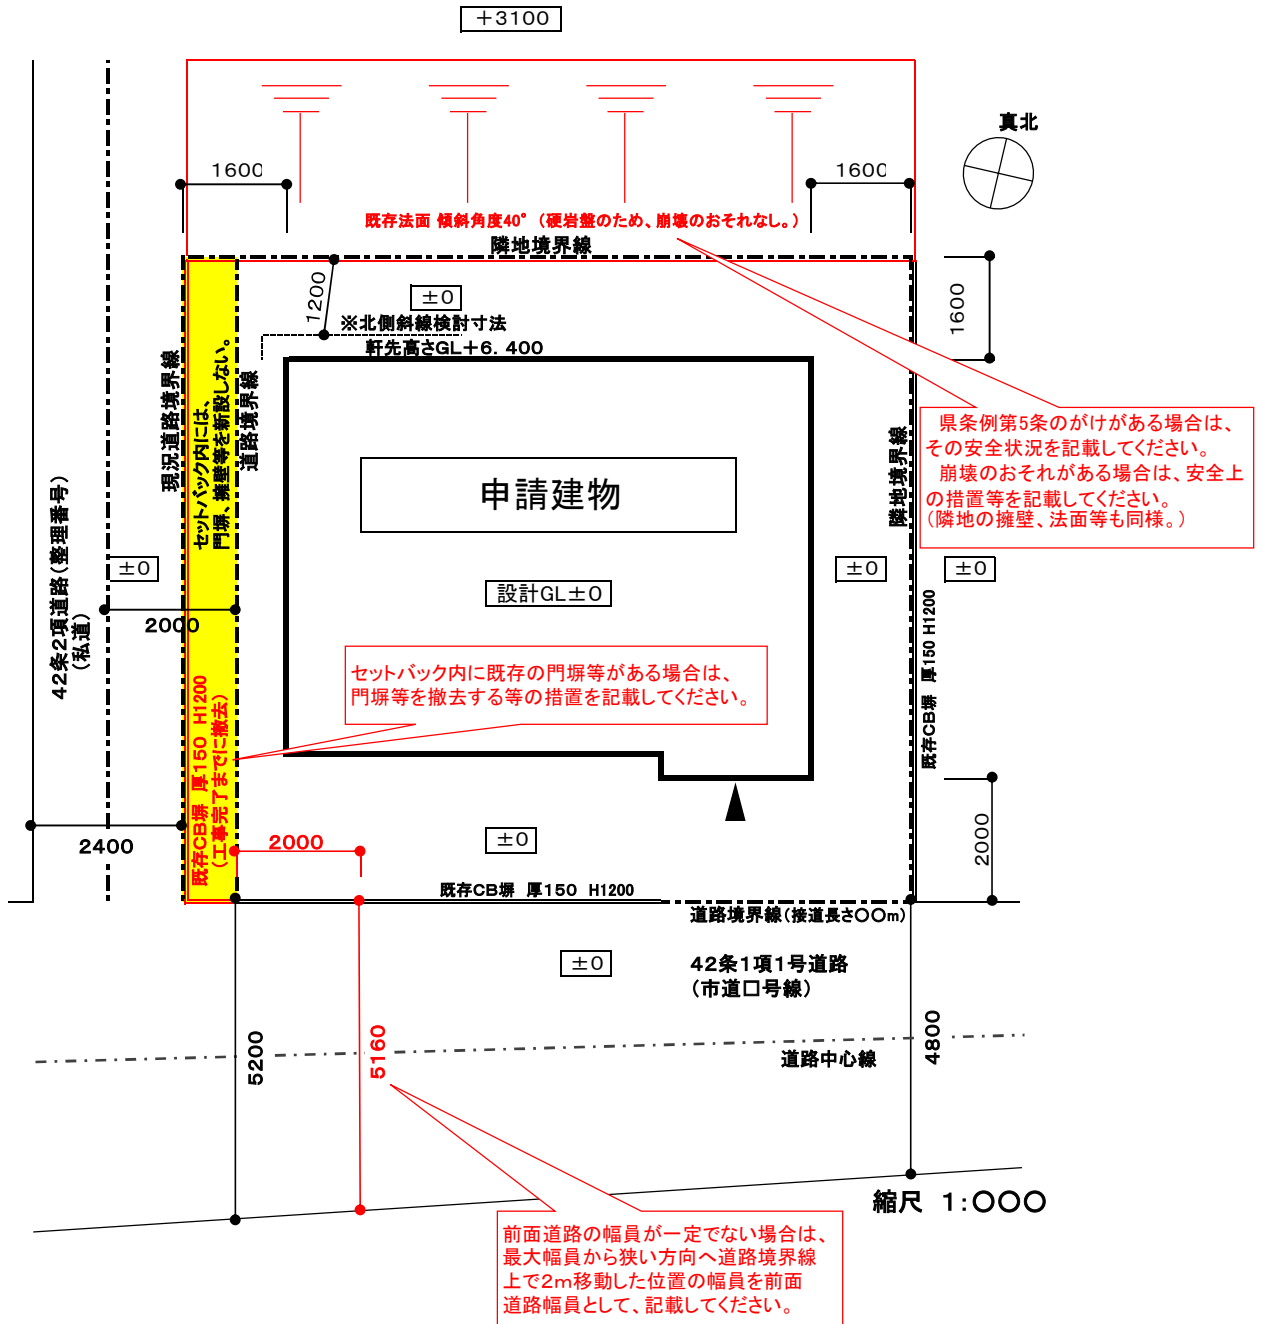 +3100
真北
1600
1600
既存法面 傾斜角度40°(硬岩盤のため、崩壊のおそれなし。)
隣地境界線
1200
±0
※北側斜線検討寸法
軒先高さGL+6.400
1600
現況道路境界線
セットバック内には、
門塀、擁壁等を新設しない。
道路境界線
申請建物
設計GL±0
隣地境界線
県条例第5条のがけがある場合は、
その安全状況を記載してください。
崩壊のおそれがある場合は、安全上
の措置等を記載してください。
(隣地の擁壁、法面等も同様。)
42条2項道路(整理番号)
(私道)
±0
±0
±0
2000
既存CB塀 厚150 H1200
セットバック内に既存の門塀等がある場合は、
門塀等を撤去する等の措置を記載してください。
既存CB塀 厚150 H1200
(工事完了までに撤去)
2400
2000
±0
2000
既存CB塀 厚150 H1200
道路境界線(接道長さ〇〇m)
±0
42条1項1号道路
(市道口号線)
5200
5160
4800
道路中心線
縮尺 1:〇〇〇
前面道路の幅員が一定でない場合は、
最大幅員から狭い方向へ道路境界線
上で2m移動した位置の幅員を前面
道路幅員として、記載してください。